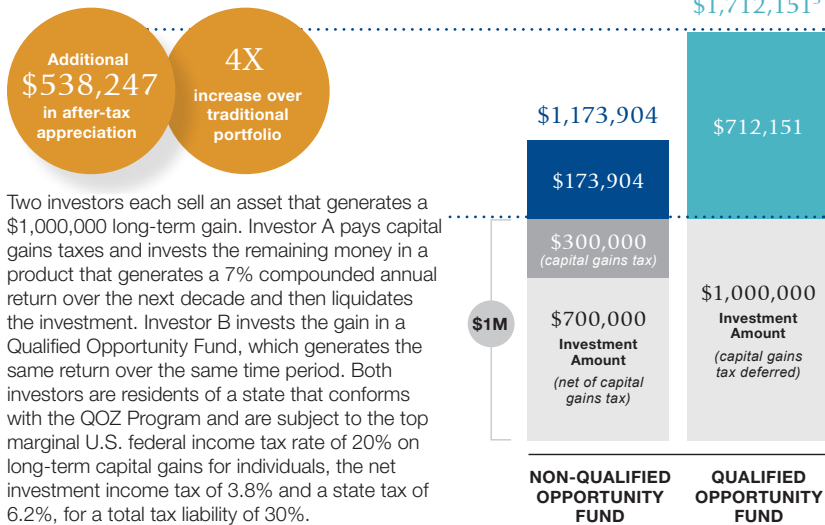 Additional
$538,247
in after-tax
appreciation
4X
increase over
traditional
portfolio
Two investors each sell an asset that generates a
$1,000,000 long-term gain. Investor A pays capital
gains taxes and invests the remaining money in a
product that generates a 7% compounded annual
return over the next decade and then liquidates
the investment. Investor B invests the gain in a
Qualified Opportunity Fund, which generates the
same return over the same time period. Both
investors are residents of a state that conforms
with the QOZ Program and are subject to the top
marginal U.S. federal income tax rate of 20% on
long-term capital gains for individuals, the net
investment income tax of 3.8% and a state tax of
6.2%, for a total tax liability of 30%.
$1M
$1,173,904
$173,904
$300,000
(capital gains tax)
$700,000
Investment
Amount
(net of capital
gains tax)
NON-QUALIFIED
OPPORTUNITY
FUND
$1,712,151
$712,151
$1,000,000
Investment
Amount
(capital gains
tax deferred)
QUALIFIED
OPPORTUNITY
FUND